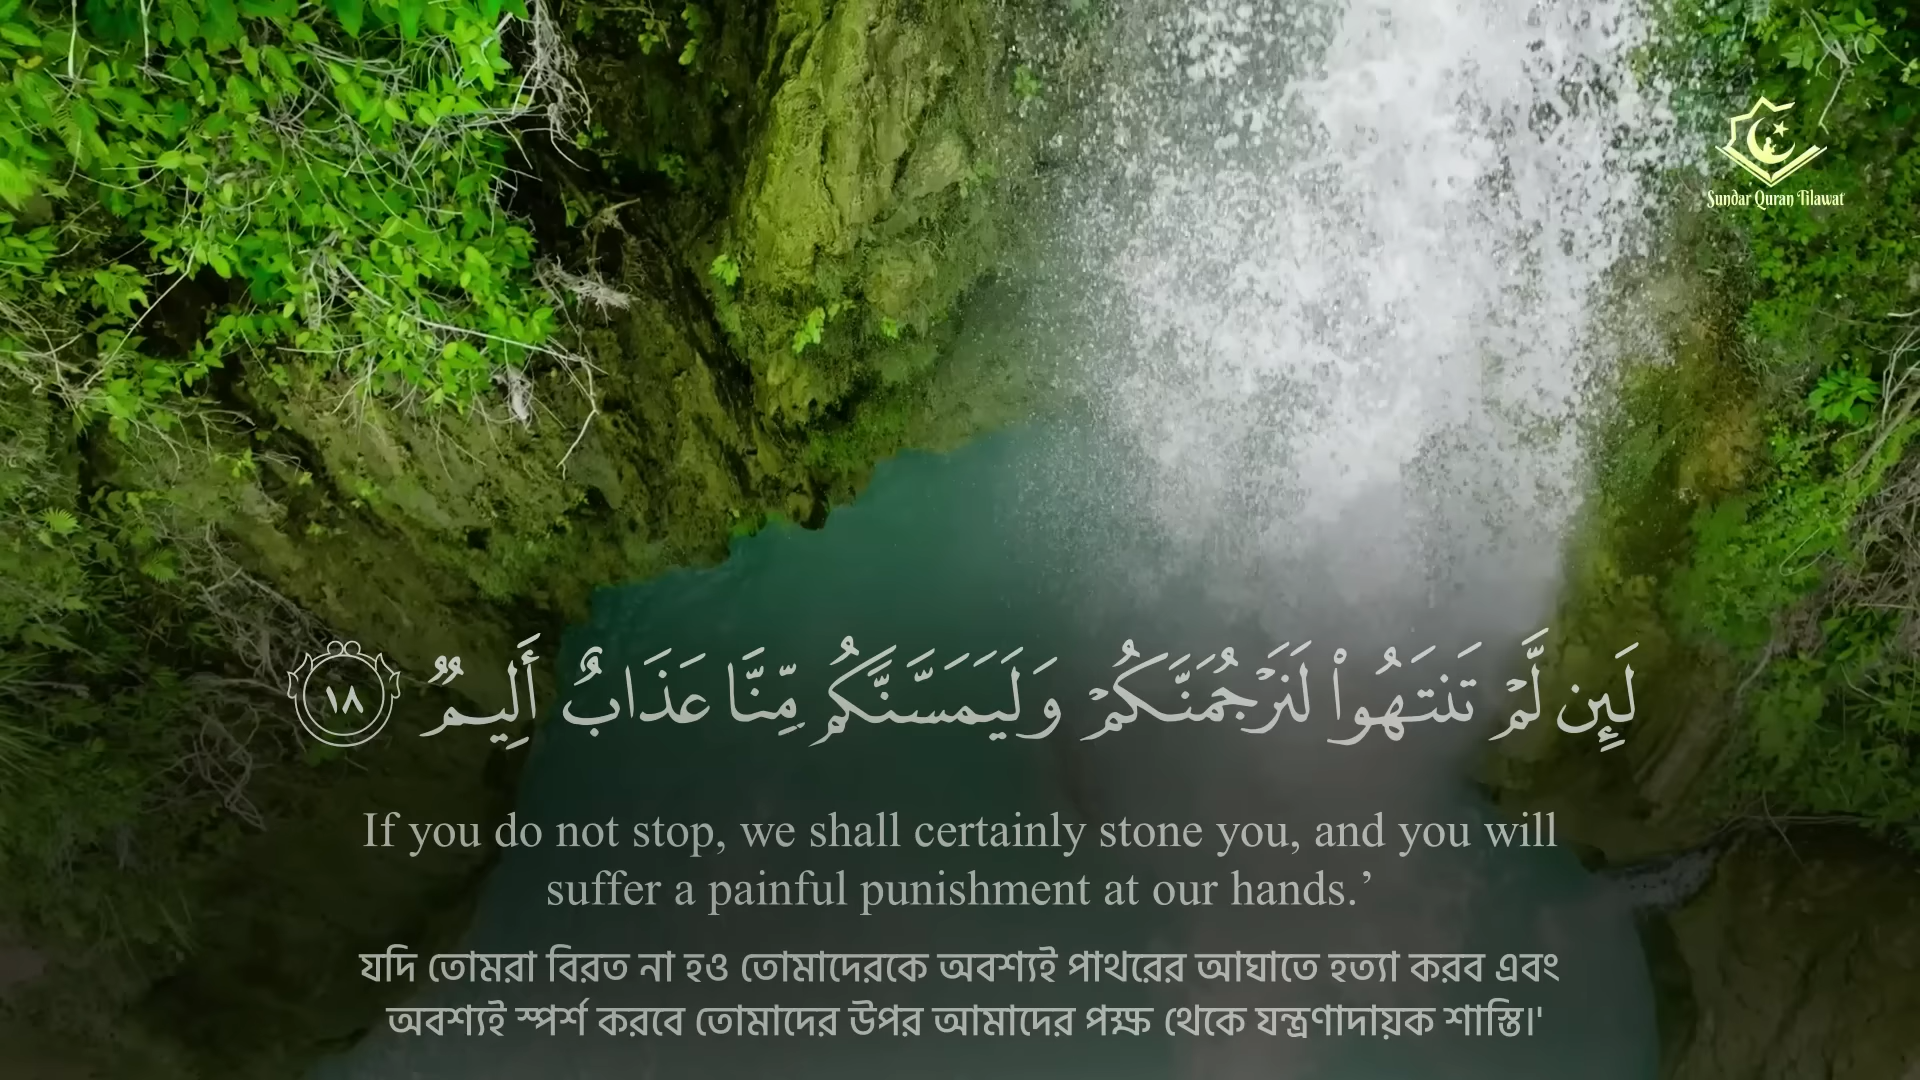 Sundar Quran Tilawat
لَئِن لَّمْ تَنتَهُوا۟ لَنَرْجُمَنَّكُمْ وَلَيَمَسَّنَّكُم مِّنَّا عَذَابٌ أَلِيمٌ ١٨
If you do not stop, we shall certainly stone you, and you will
suffer a painful punishment at our hands.’
যদি তোমরা বিরত না হও তোমাদেরকে অবশ্যই পাথরের আঘাতে হত্যা করব এবং
অবশ্যই স্পর্শ করবে তোমাদের উপর আমাদের পক্ষ থেকে যন্ত্রণাদায়ক শাস্তি।'